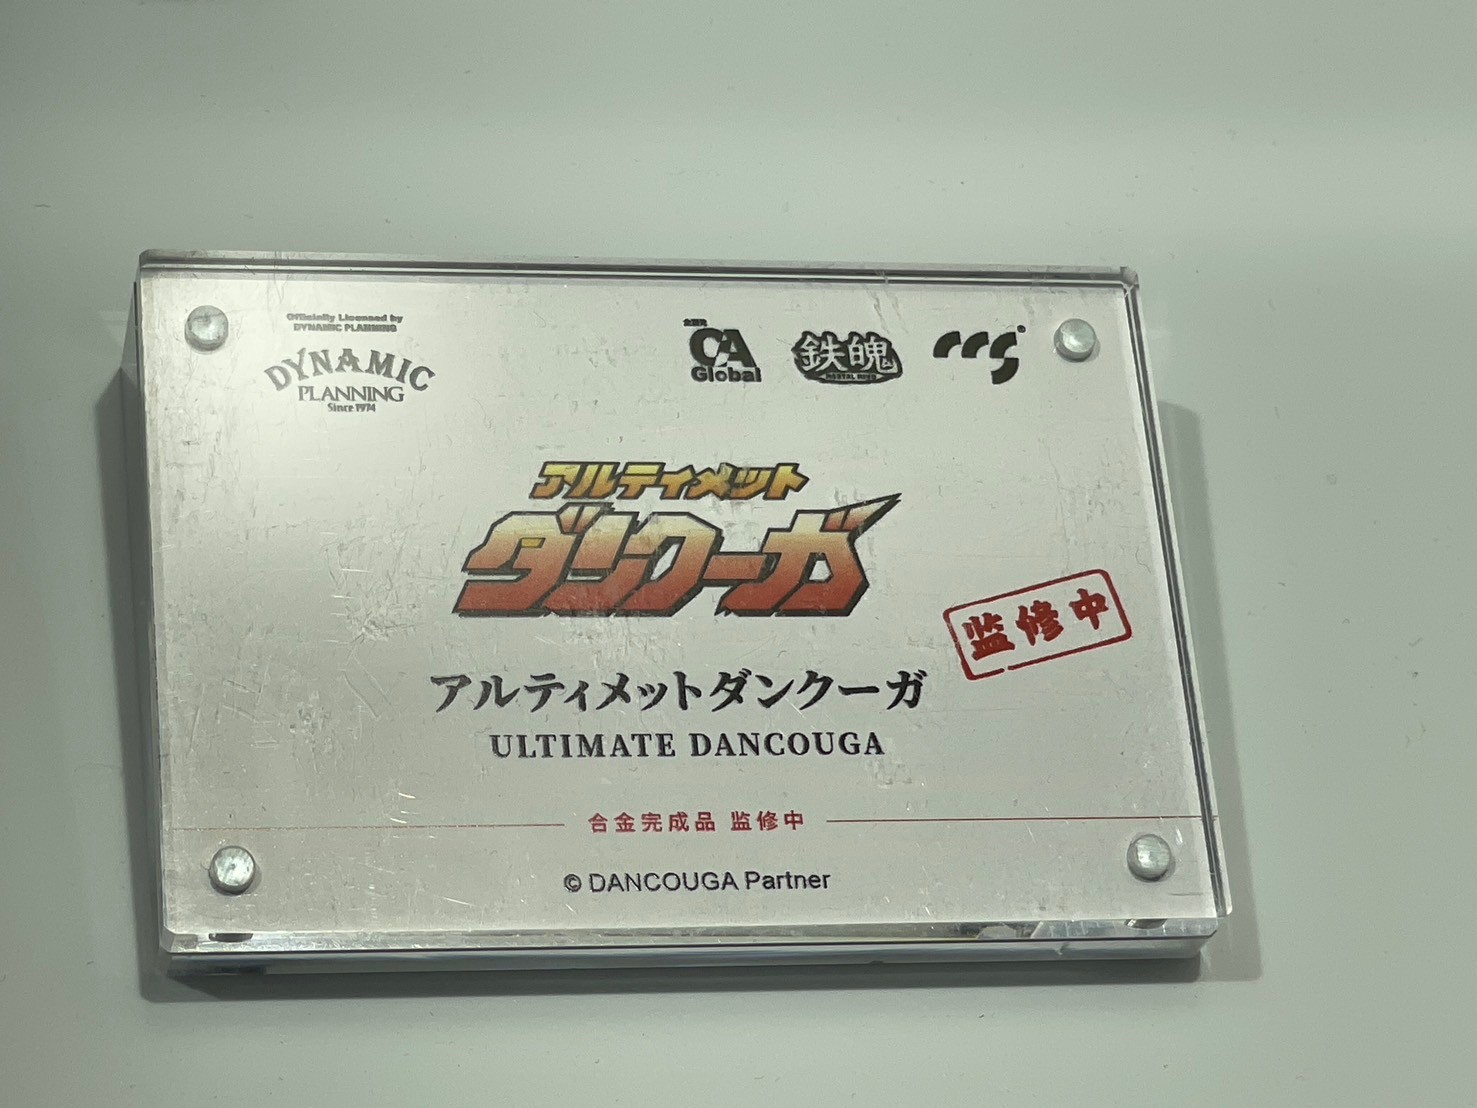 Officially Licensed by
DYNAMIC PLANNING
DYNAMIC
PLANNING
Since 1974
CA
Global
鉄魄
ccs
アルティメット
ダンクーガ
监修中
アルティメットダンクーガ
ULTIMATE DANCOUGA
合金完成品 监修中
© DANCOUGA Partner